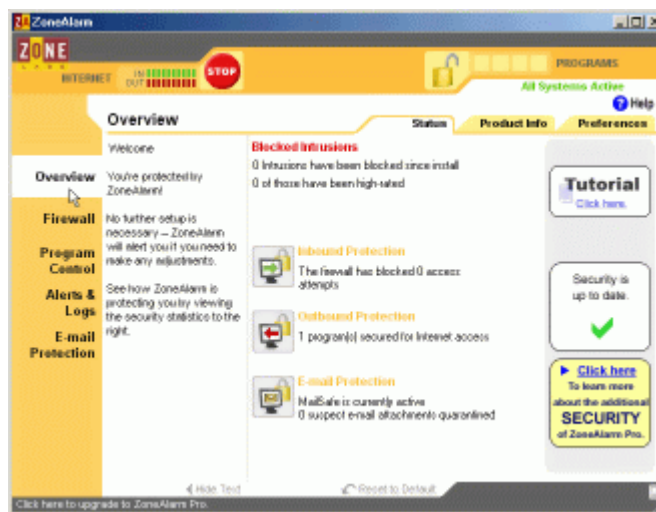 ZoneAlarm
ZONE
LABS
INTERNET
IN
OUT
STOP
PROGRAMS
All Systems Active
Help
Overview
Status
Product Info
Preferences
Overview
Firewall
Program
Control
Alerts &
Logs
E-mail
Protection
Welcome
You're protected by
ZoneAlarm!
No further setup is
necessary – ZoneAlarm
will alert you if you need to
make any adjustments.
See how ZoneAlarm is
protecting you by viewing
the security statistics to the
right.
Blocked Intrusions
0 Intrusions have been blocked since install
0 of those have been high-rated
Inbound Protection
The firewall has blocked 0 access
attempts
Outbound Protection
1 program(s) secured for Internet access
E-mail Protection
MailSafe is currently active
0 suspect e-mail attachments quarantined
Tutorial
Click here.
Security is
up to date.
Click here
To learn more
about the additional
SECURITY
of ZoneAlarm Pro.
Hide Text
Reset to Default
Click here to upgrade to ZoneAlarm Pro.